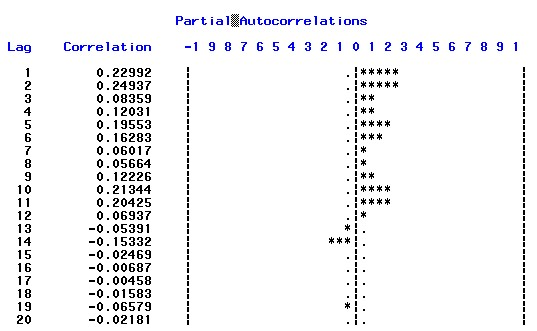 Partial Autocorrelations
Lag Correlation -1 9 8 7 6 5 4 3 2 1 0 1 2 3 4 5 6 7 8 9 1
1 0.22992 | .|***** |
2 0.24937 | .|***** |
3 0.08359 | .|** |
4 0.12031 | .|** |
5 0.19553 | .|**** |
6 0.16283 | .|*** |
7 0.06017 | .|* |
8 0.05664 | .|* |
9 0.12226 | .|** |
10 0.21344 | .|**** |
11 0.20425 | .|**** |
12 0.06937 | .|* |
13 -0.05391 | *|. |
14 -0.15332 | ***|. |
15 -0.02469 | .|. |
16 -0.00687 | .|. |
17 -0.00458 | .|. |
18 -0.01583 | .|. |
19 -0.06579 | *|. |
20 -0.02181 | .|. |